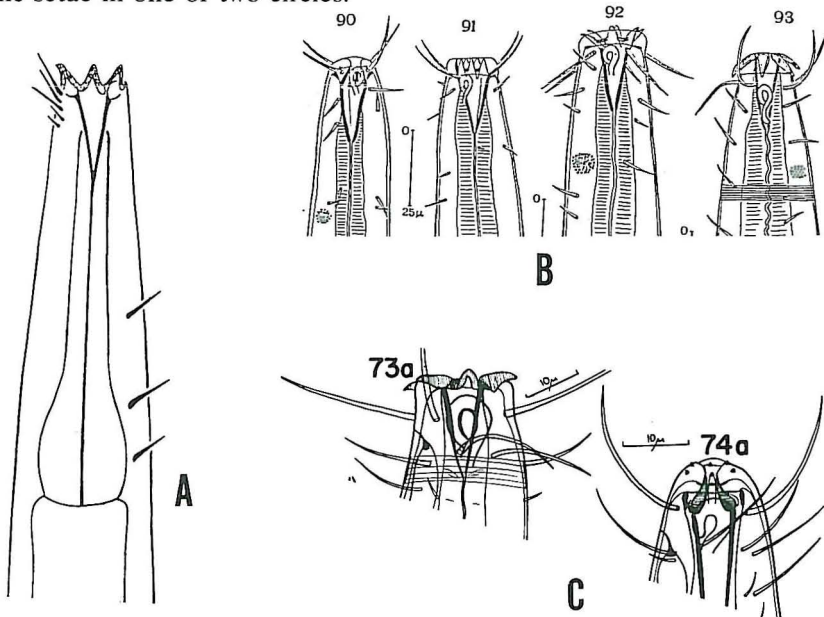 the setae in one or two circles.
90
91
92
93
0
25μ
0
0
B
73a
10μ
10μ
74a
A
C